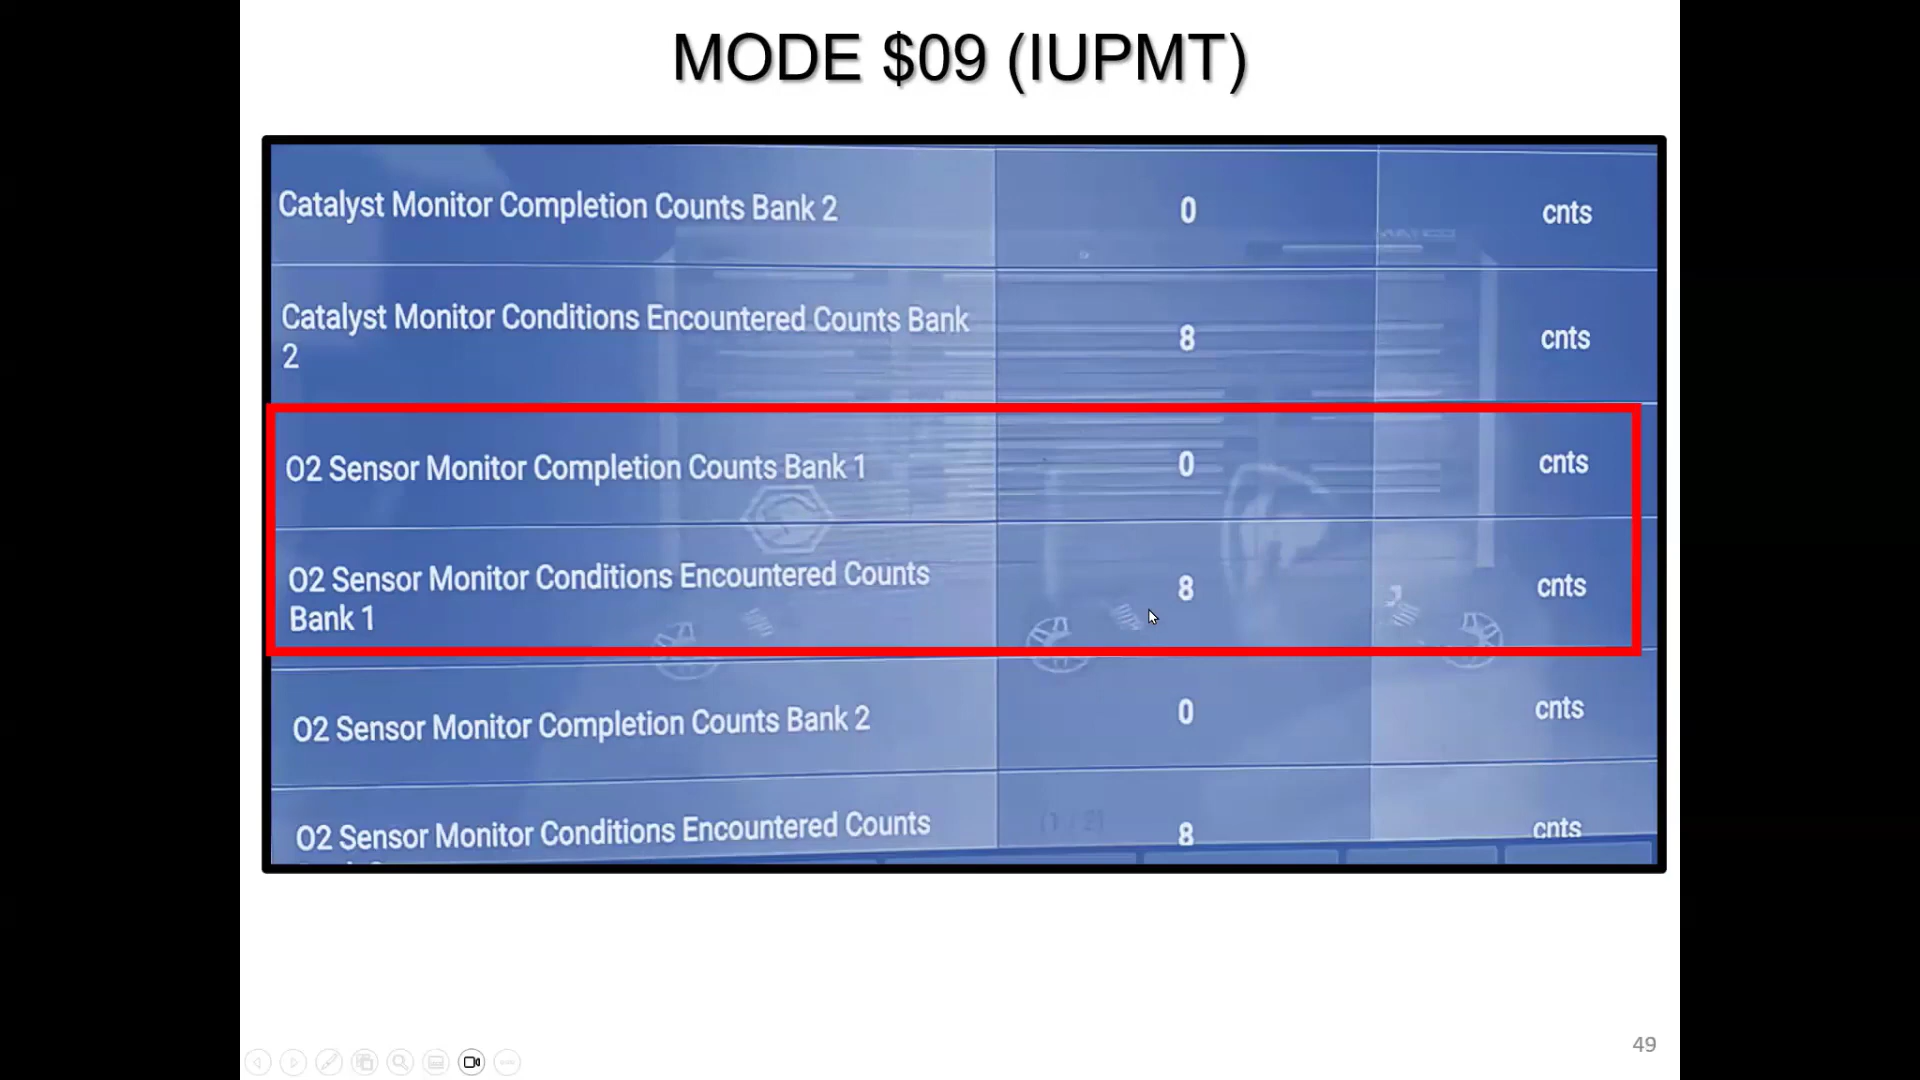 MODE $09 (IUPMT)
Catalyst Monitor Completion Counts Bank 2 0 cnts
Catalyst Monitor Conditions Encountered Counts Bank
2 8 cnts
O2 Sensor Monitor Completion Counts Bank 1 0 cnts
O2 Sensor Monitor Conditions Encountered Counts
Bank 1 8 cnts
O2 Sensor Monitor Completion Counts Bank 2 0 cnts
O2 Sensor Monitor Conditions Encountered Counts 8 cnts
49